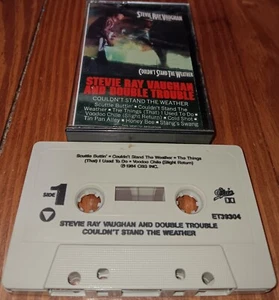 STEVIE RAY VAUGHAN
COULDN'T STAND THE WEATHER
STEVIE RAY VAUGHAN
AND DOUBLE TROUBLE
COULDN'T STAND THE WEATHER
Scuttle Buttin' • Couldn't Stand The
Weather • The Things (That) I Used To Do •
Voodoo Chile (Slight Return) • Cold Shot •
Tin Pan Alley • Honey Bee • Stang's Swang
Scuttle Buttin' • Couldn't Stand The Weather • The Things
(That) I Used To Do • Voodoo Chile (Slight Return)
℗ 1984 CBS INC.
SIDE 1
Epic
ET39304
STEVIE RAY VAUGHAN AND DOUBLE TROUBLE
COULDN'T STAND THE WEATHER